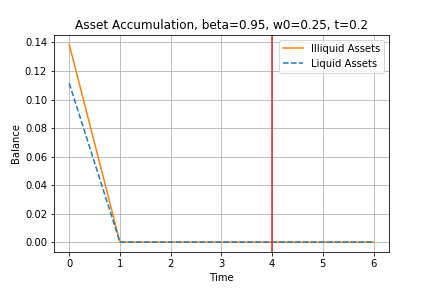 Asset Accumulation, beta=0.95, w0=0.25, t=0.2
Illiquid Assets
Liquid Assets
Balance
0.14
0.12
0.10
0.08
0.06
0.04
0.02
0.00
0 1 2 3 4 5 6
Time